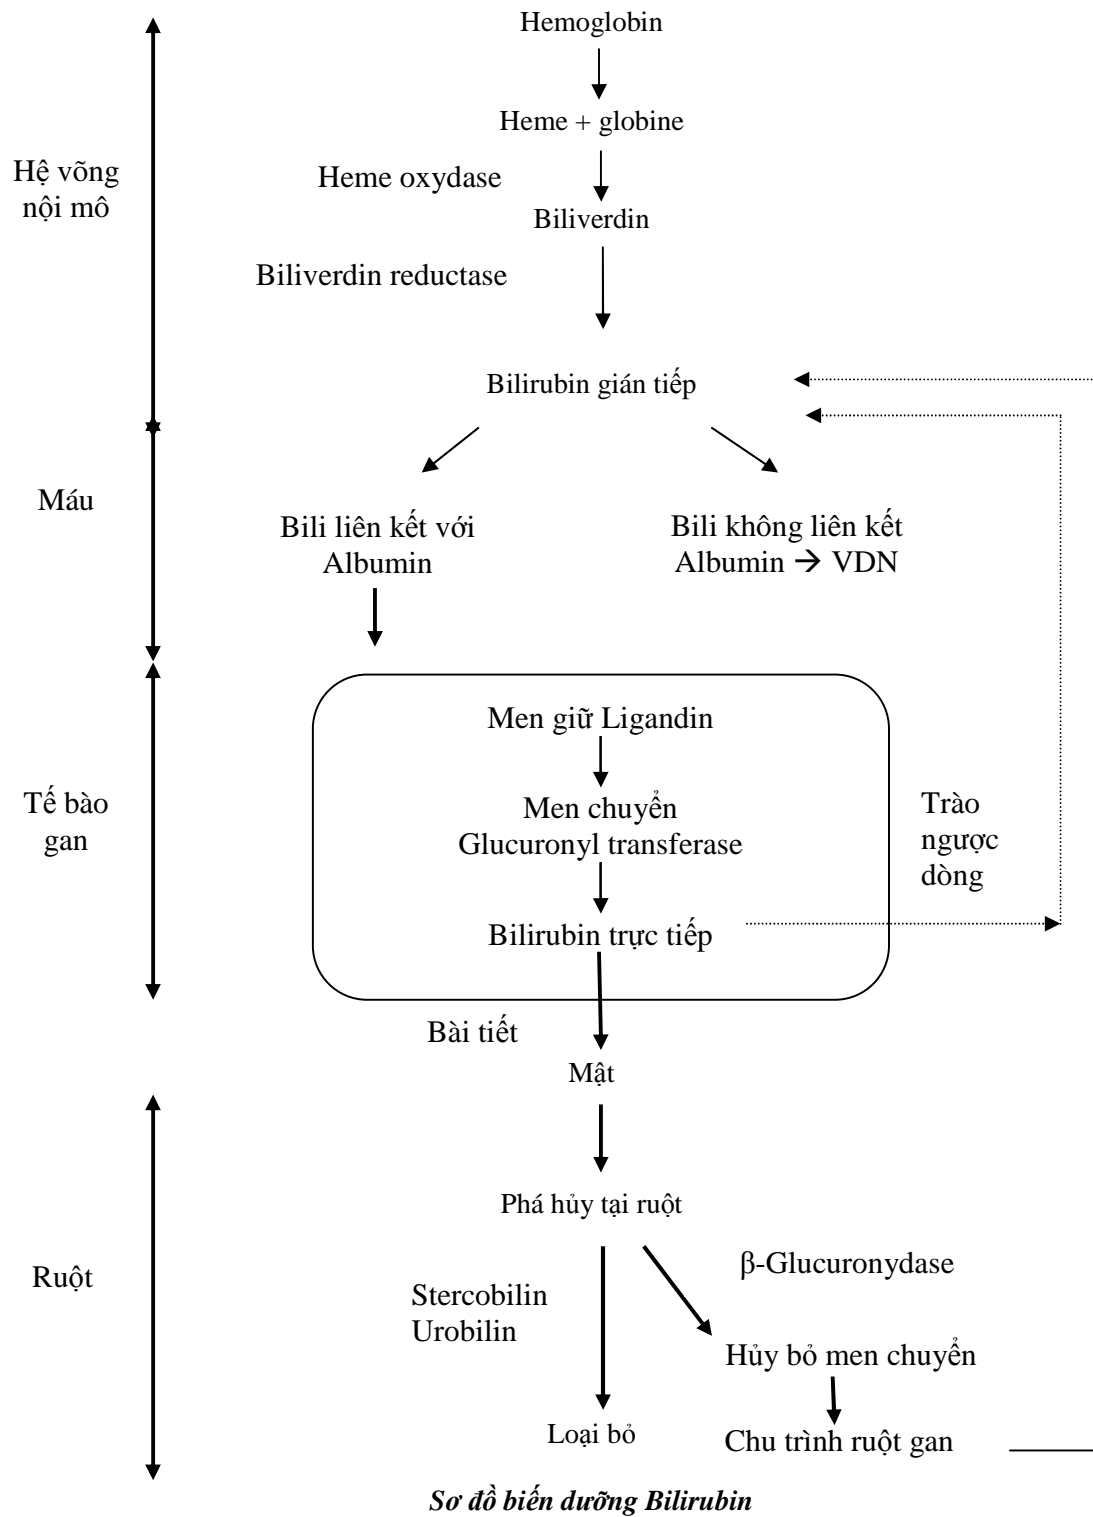 Hemoglobin
Heme + globine
Hệ võng
nội mô
Heme oxydase
Biliverdin
Biliverdin reductase
Bilirubin gián tiếp
Máu
Bili liên kết với
Albumin
Bili không liên kết
Albumin → VDN
Men giữ Ligandin
Tế bào
gan
Men chuyển
Glucuronyl transferase
Trào
ngược
dòng
Bilirubin trực tiếp
Bài tiết
Mật
Phá hủy tại ruột
Ruột
β-Glucuronydase
Stercobilin
Urobilin
Hủy bỏ men chuyển
Loại bỏ
Chu trình ruột gan
Sơ đồ biến dưỡng Bilirubin